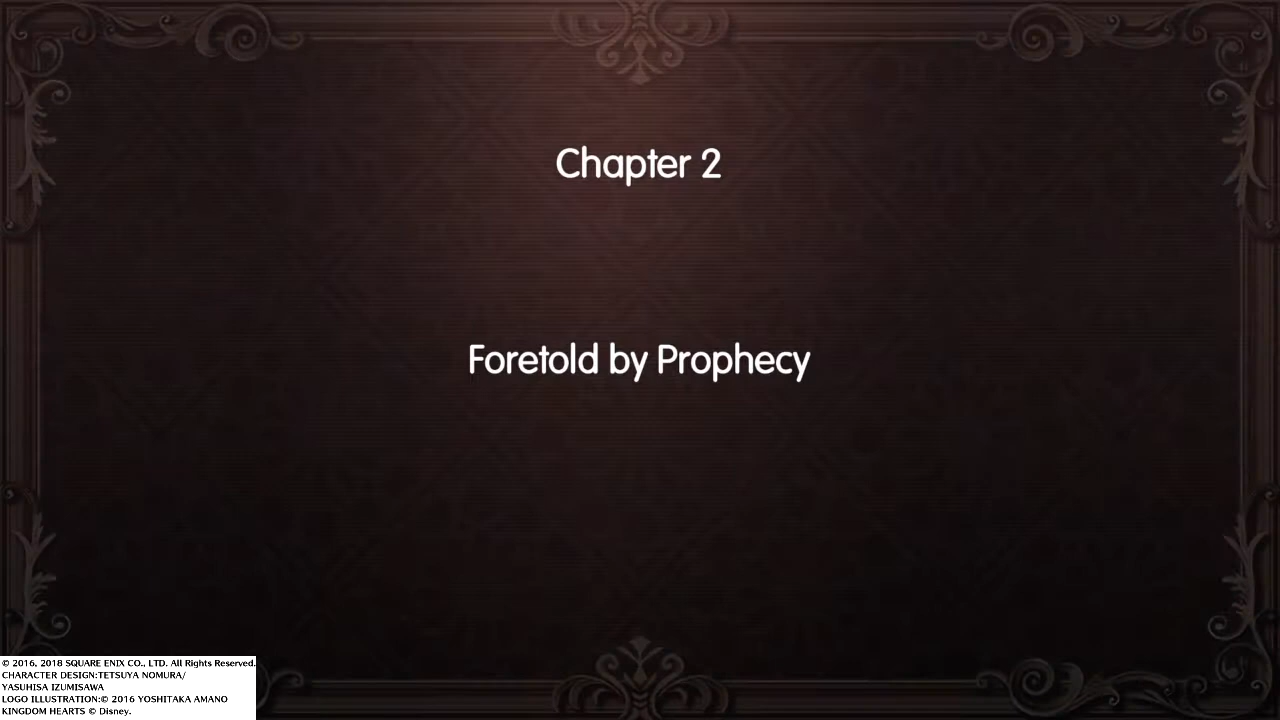 Chapter 2
Foretold by Prophecy
© 2016, 2018 SQUARE ENIX CO., LTD. All Rights Reserved.
CHARACTER DESIGN:TETSUYA NOMURA/
YASUHISA IZUMISAWA
LOGO ILLUSTRATION:© 2016 YOSHITAKA AMANO
KINGDOM HEARTS © Disney.